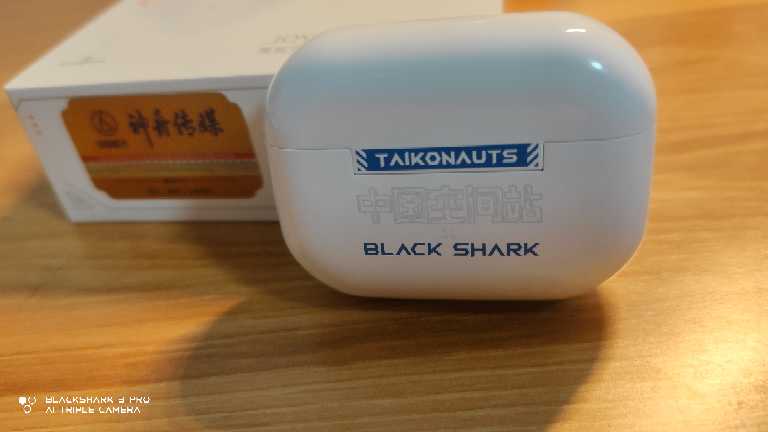 神舟传媒
TAIKONAUTS
中国空间站
BLACK SHARK
BLACKSHARK 3 PRO
AI TRIPLE CAMERA